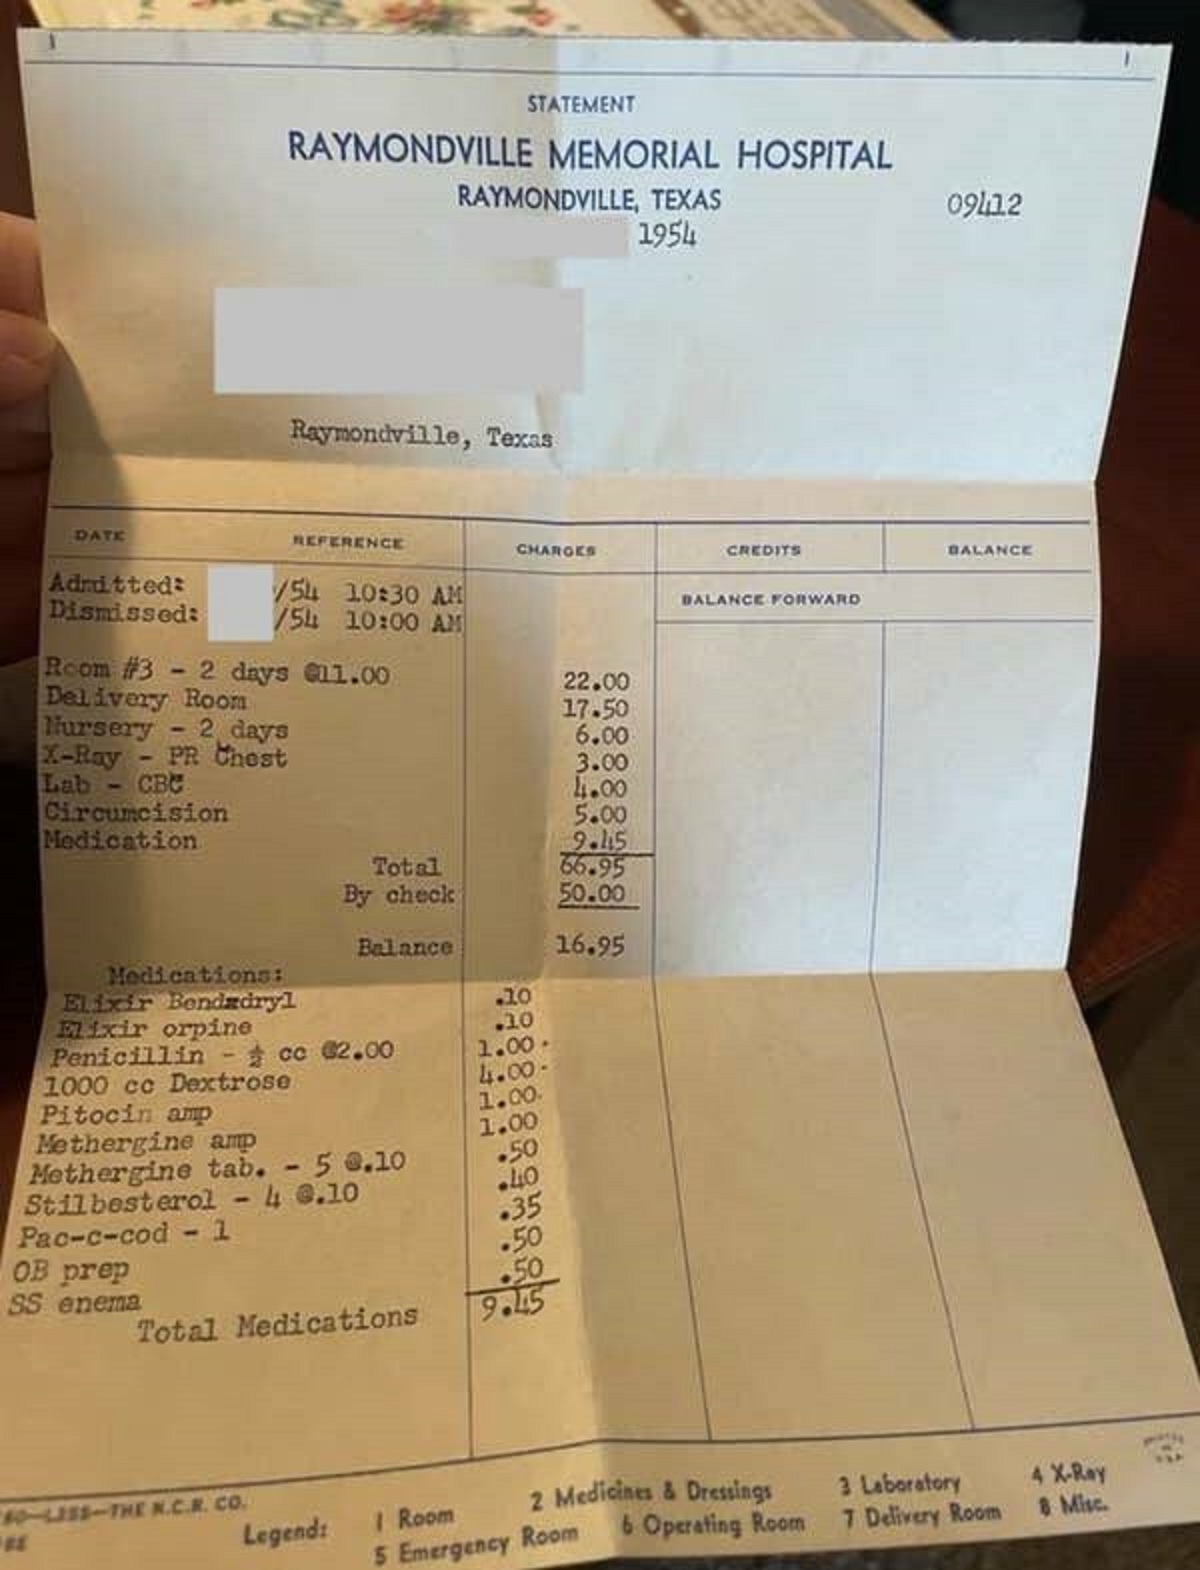 STATEMENT
RAYMONDVILLE MEMORIAL HOSPITAL
RAYMONDVILLE, TEXAS
09412
1954
Raymondville, Texas
DATE REFERENCE CHARGES CREDITS BALANCE
Admitted: /54 10:30 AM
BALANCE FORWARD
Dismissed: /54 10:00 AM
Room #3 - 2 days @11.00 22.00
Delivery Room 17.50
Nursery - 2 days 6.00
X-Ray - PR Chest 3.00
Lab - CBC 4.00
Circumcision 5.00
Medication 9.45
Total 66.95
By check 50.00
Balance 16.95
Medications:
Elixir Bendadryl .10
Elixir orpine .10
Penicillin - ½ cc @2.00 1.00
1000 cc Dextrose 4.00
Pitocin amp 1.00
Methergine amp 1.00
Methergine tab. - 5 @.10 .50
Stilbesterol - 4 @.10 .40
Pac-c-cod - 1 .35
OB prep .50
SS enema .50
Total Medications 9.45
THE N.C.R. CO.
Legend: 1 Room 2 Medicines & Dressings 3 Laboratory 4 X-Ray
5 Emergency Room 6 Operating Room 7 Delivery Room 8 Misc.